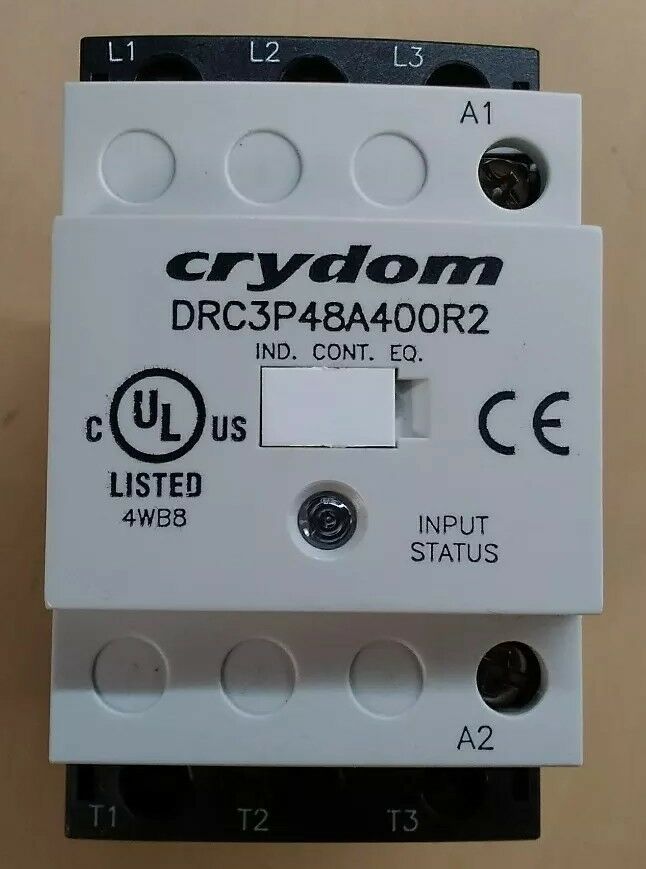 L1 L2 L3
A1
crydom
DRC3P48A400R2
IND. CONT. EQ.
C UL US
LISTED
4WB8
CE
INPUT
STATUS
A2
T1 T2 T3